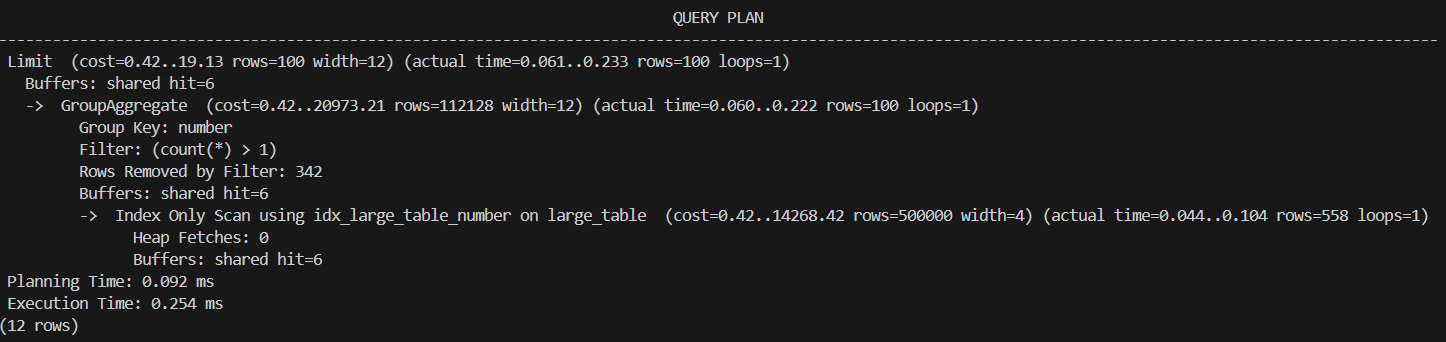 QUERY PLAN
-----------------------------------------------------------------------------------------------------------------------------------------------------------------
Limit  (cost=0.42..19.13 rows=100 width=12) (actual time=0.061..0.233 rows=100 loops=1)
  Buffers: shared hit=6
  ->  GroupAggregate  (cost=0.42..20973.21 rows=112128 width=12) (actual time=0.060..0.222 rows=100 loops=1)
        Group Key: number
        Filter: (count(*) > 1)
        Rows Removed by Filter: 342
        Buffers: shared hit=6
        ->  Index Only Scan using idx_large_table_number on large_table  (cost=0.42..14268.42 rows=500000 width=4) (actual time=0.044..0.104 rows=558 loops=1)
              Heap Fetches: 0
              Buffers: shared hit=6
Planning Time: 0.092 ms
Execution Time: 0.254 ms
(12 rows)